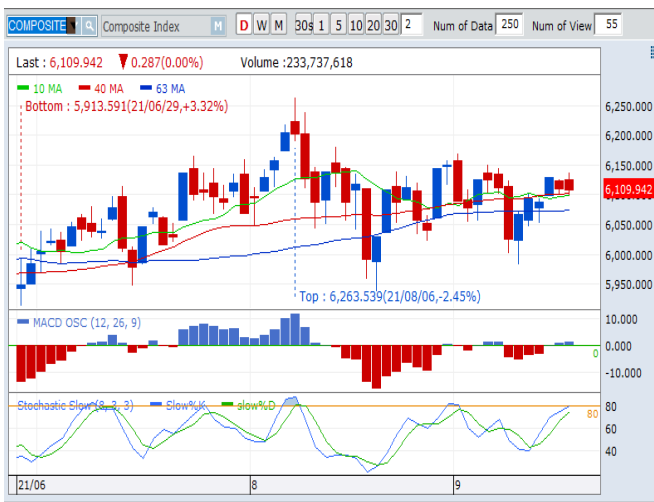 COMPOSITE Composite Index M D W M 30s 1 5 10 20 30 2 Num of Data 250 Num of View 55
Last : 6,109.942 ▼ 0.287(0.00%) Volume :233,737,618
10 MA 40 MA 63 MA
Bottom : 5,913.591(21/06/29,+3.32%)
6,250.000
6,200.000
6,150.000
6,109.942
6,050.000
6,000.000
5,950.000
Top : 6,263.539(21/08/06,-2.45%)
MACD OSC (12, 26, 9)
10.000
0.000
0
-10.000
Stochastic Slow (8, 3, 3) Slow%K slow%D
80
80
60
40
21/06 8 9